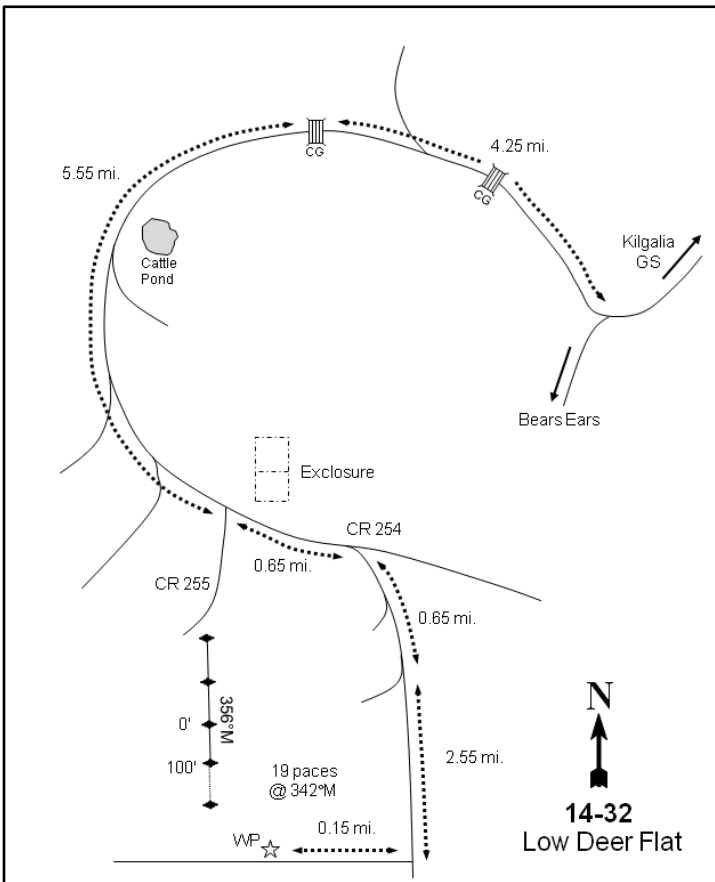 CG
4.25 mi.
5.55 mi.
CG
Kilgalia
GS
Cattle
Pond
Bears Ears
Exclosure
CR 254
0.65 mi.
CR 255
0.65 mi.
356°M
0'
100'
19 paces
@ 342°M
2.55 mi.
N
0.15 mi.
WP
14-32
Low Deer Flat